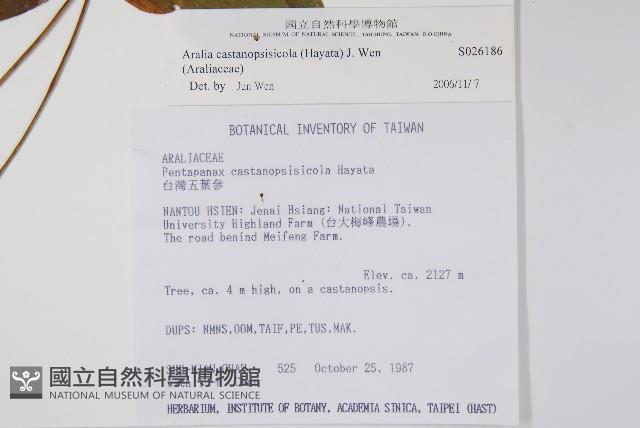 國立自然科學博物館
NATIONAL MUSEUM OF NATURAL SCIENCE, TAICHUNG, TAIWAN, R.O.CHINA
Aralia castanopsisicola (Hayata) J. Wen S026186
(Araliaceae)
Det. by Jun Wen 2006/11/7
BOTANICAL INVENTORY OF TAIWAN
ARALIACEAE
Pentapanax castanopsisicola Hayata
台灣五葉參
NANTOU HSIEN: Jenai Hsiang: National Taiwan
University Highland Farm (台大梅峰農場).
The road behind Meifeng Farm.
Elev. ca. 2127 m
Tree, ca. 4 m high, on a castanopsis.
DUPS: NMNS,OOM,TAIF,PE,TUS,MAK.
525 October 25, 1987
國立自然科學博物館
NATIONAL MUSEUM OF NATURAL SCIENCE
HERBARIUM, INSTITUTE OF BOTANY, ACADEMIA SINICA, TAIPEI (HAST)